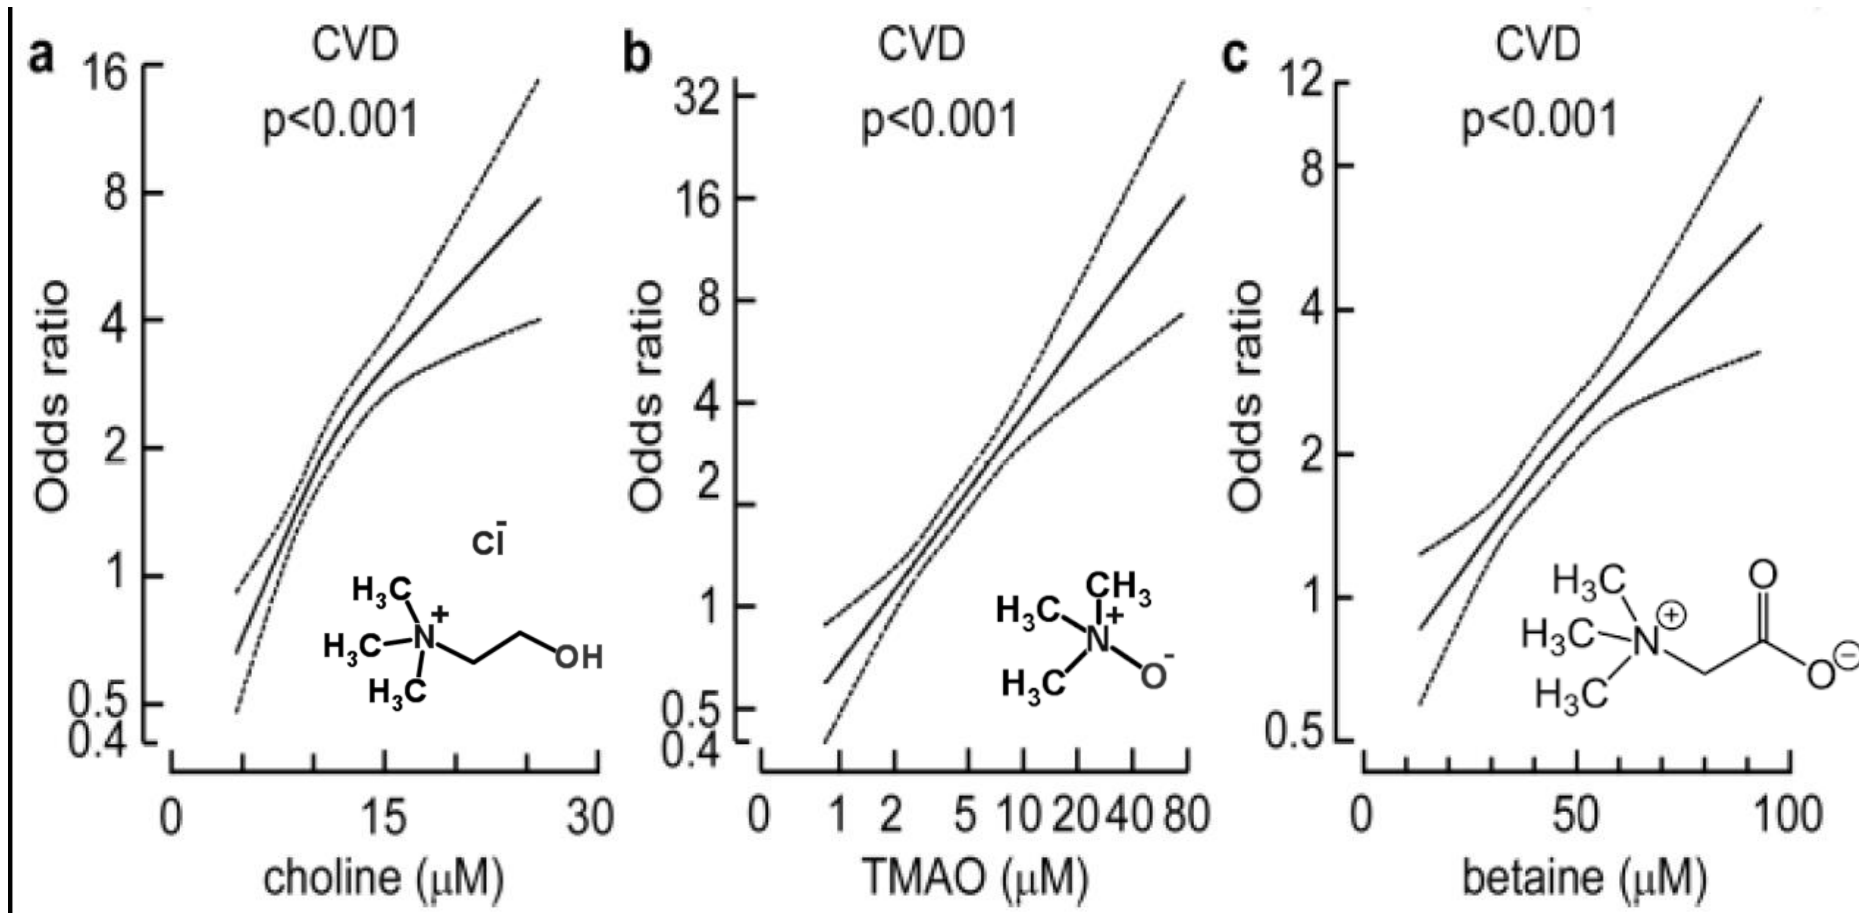 a
CVD
p<0.001
16
8
4
2
1
0.5
0.4
Odds ratio
Cl-
H3C
H3C
H3C
N+
OH
0
15
30
choline (μM)
b
CVD
p<0.001
32
16
8
4
2
1
0.5
0.4
Odds ratio
CH3
H3C
H3C
N+
O-
0 1 2 5 10 20 40 80
TMAO (μM)
c
CVD
p<0.001
12
8
4
2
1
0.5
Odds ratio
O
H3C
H3C
H3C
N⊕
O⊖
0
50
100
betaine (μM)